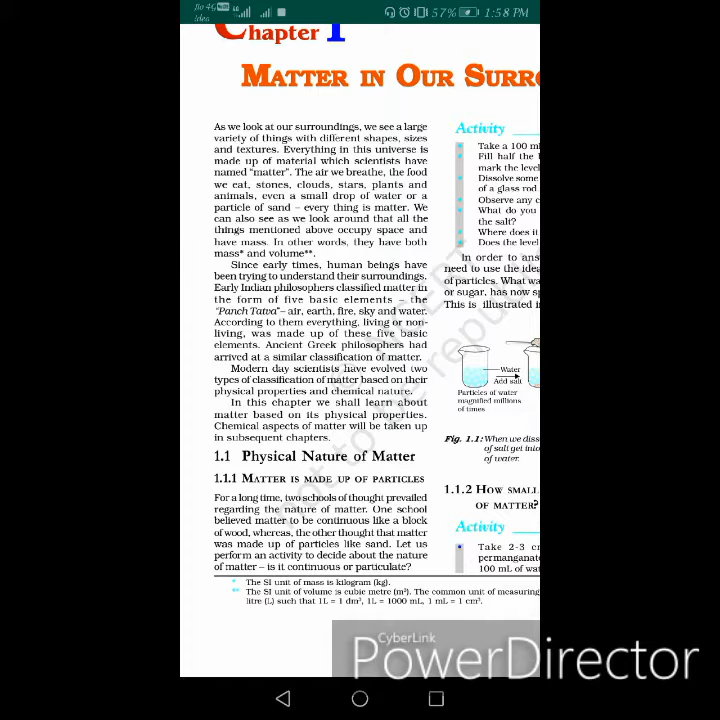 Jio 4G
idea
57%
1:58 PM
Chapter 1
MATTER IN OUR SURRO
As we look at our surroundings, we see a large
variety of things with different shapes, sizes
and textures. Everything in this universe is
made up of material which scientists have
named “matter”. The air we breathe, the food
we eat, stones, clouds, stars, plants and
animals, even a small drop of water or a
particle of sand – every thing is matter. We
can also see as we look around that all the
things mentioned above occupy space and
have mass. In other words, they have both
mass* and volume**.
Since early times, human beings have
been trying to understand their surroundings.
Early Indian philosophers classified matter in
the form of five basic elements – the
“Panch Tatva”– air, earth, fire, sky and water.
According to them everything, living or non-
living, was made up of these five basic
elements. Ancient Greek philosophers had
arrived at a similar classification of matter.
Modern day scientists have evolved two
types of classification of matter based on their
physical properties and chemical nature.
In this chapter we shall learn about
matter based on its physical properties.
Chemical aspects of matter will be taken up
in subsequent chapters.
1.1 Physical Nature of Matter
1.1.1 MATTER IS MADE UP OF PARTICLES
For a long time, two schools of thought prevailed
regarding the nature of matter. One school
believed matter to be continuous like a block
of wood, whereas, the other thought that matter
was made up of particles like sand. Let us
perform an activity to decide about the nature
of matter – is it continuous or particulate?
* The SI unit of mass is kilogram (kg).
** The SI unit of volume is cubic metre (m³). The common unit of measuring
litre (L) such that 1L = 1 dm³, 1L = 1000 mL, 1 mL = 1 cm³.
Activity
• Take a 100 ml
• Fill half the
mark the level
• Dissolve some
of a glass rod
• Observe any c
• What do you
the salt?
• Where does it
• Does the level
In order to ans
need to use the idea
of particles. What wa
or sugar, has now sp
This is illustrated i
Water
Add salt
Particles of water
magnified millions
of times
Fig. 1.1: When we disso
of salt get into
of water.
1.1.2 HOW SMALL
OF MATTER?
Activity
• Take 2-3 cr
permanganat
100 mL of wat
not to be repu
CyberLink
PowerDirector